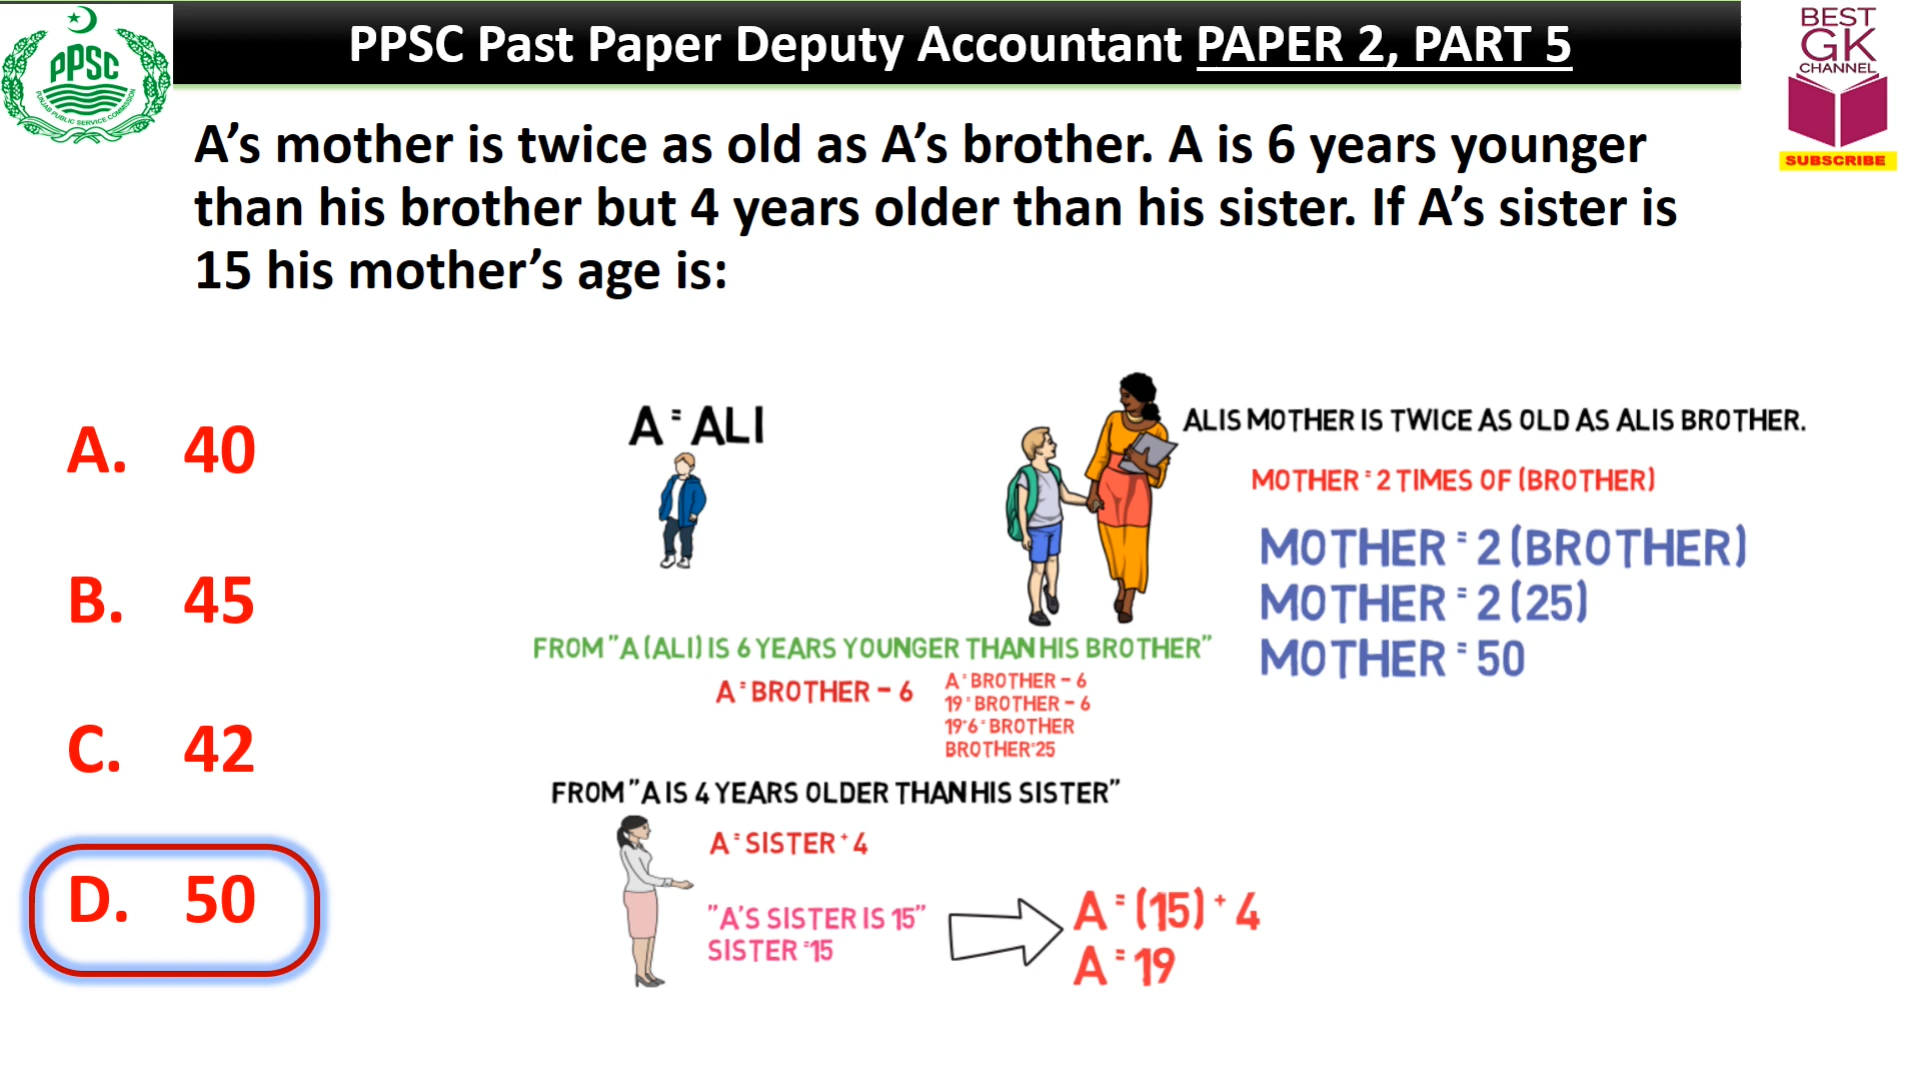 PPSC
PUNJAB PUBLIC SERVICE COMMISSION
PPSC Past Paper Deputy Accountant PAPER 2, PART 5
BEST
GK
CHANNEL
SUBSCRIBE
A’s mother is twice as old as A’s brother. A is 6 years younger
than his brother but 4 years older than his sister. If A’s sister is
15 his mother’s age is:
A. 40
B. 45
C. 42
D. 50
A = ALI
ALIS MOTHER IS TWICE AS OLD AS ALIS BROTHER.
MOTHER = 2 TIMES OF (BROTHER)
MOTHER = 2 (BROTHER)
MOTHER = 2 (25)
MOTHER = 50
FROM "A (ALI) IS 6 YEARS YOUNGER THAN HIS BROTHER"
A = BROTHER - 6
A = BROTHER - 6
19 = BROTHER - 6
19+6 = BROTHER
BROTHER=25
FROM "A IS 4 YEARS OLDER THAN HIS SISTER"
A = SISTER + 4
"A'S SISTER IS 15"
SISTER =15
A = (15) + 4
A = 19